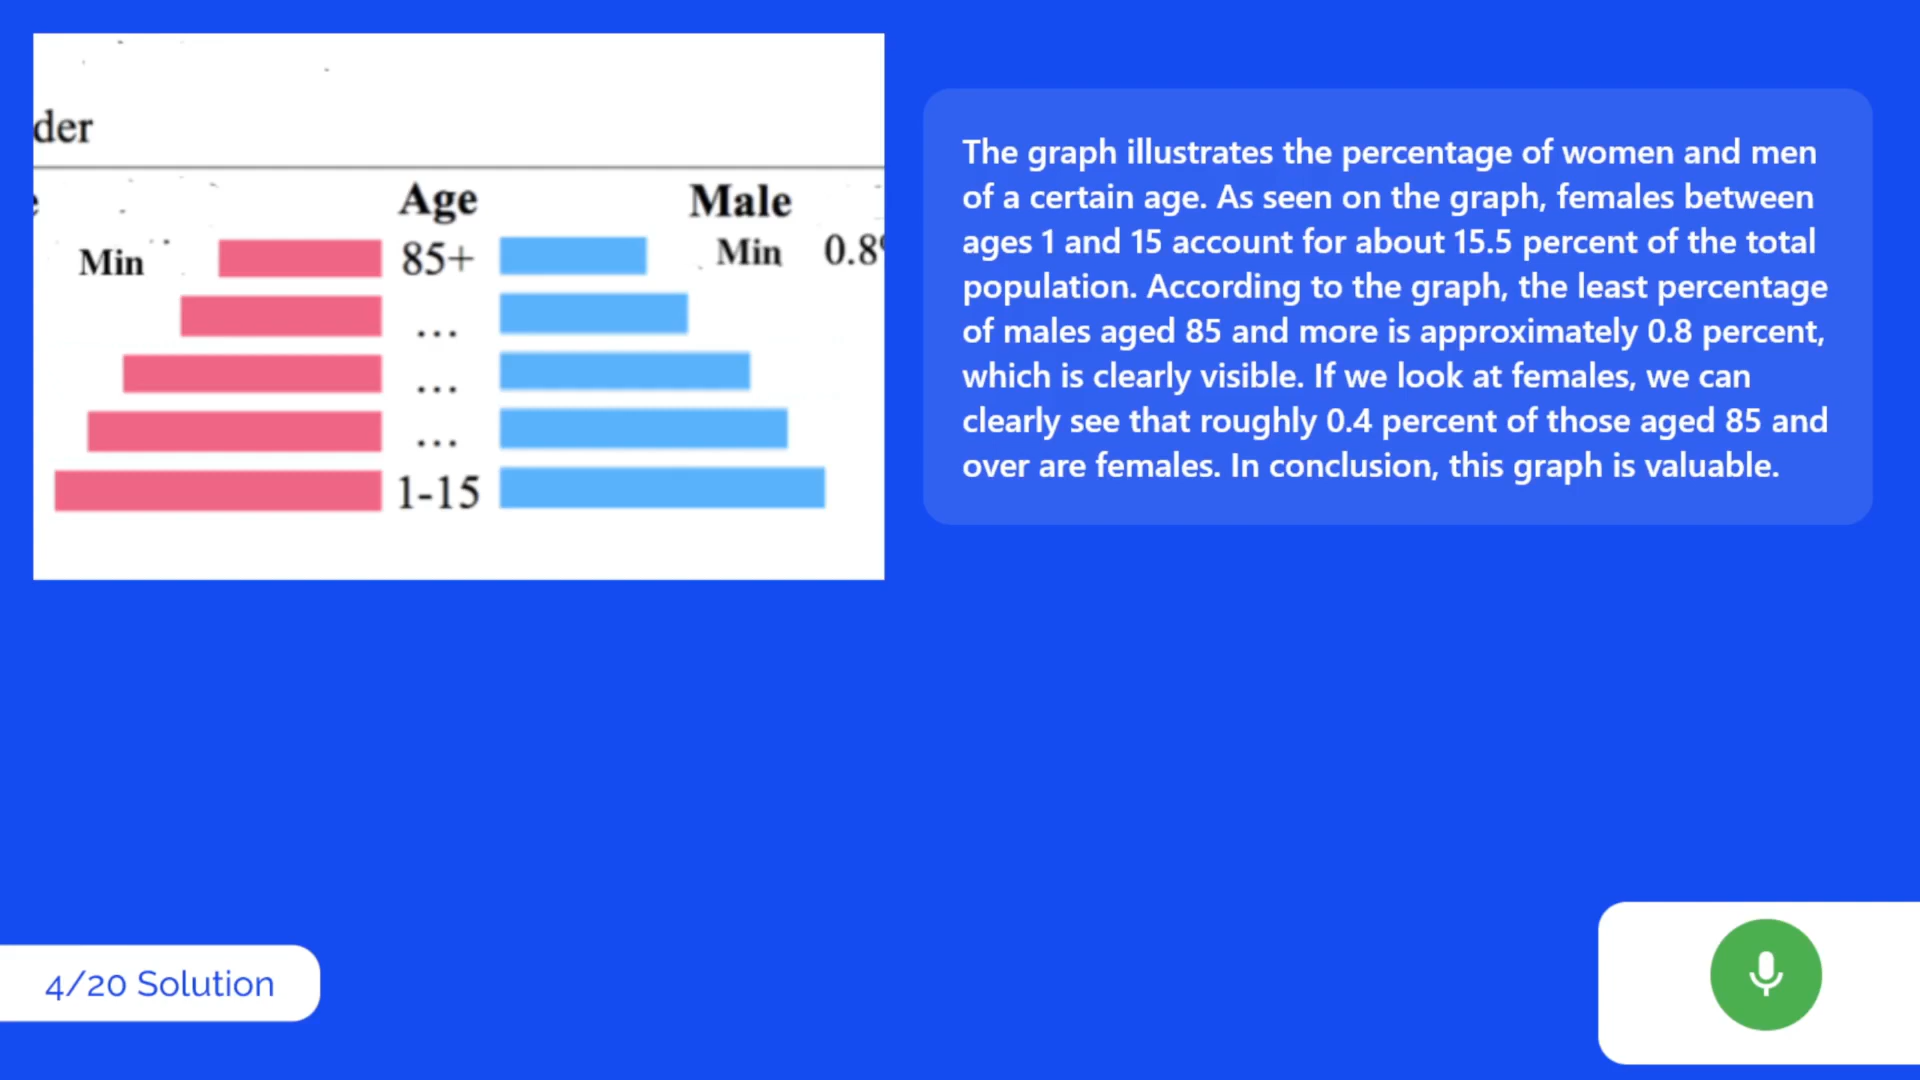 der
Age
Male
Min
85+
Min 0.8
...
...
...
1-15
The graph illustrates the percentage of women and men
of a certain age. As seen on the graph, females between
ages 1 and 15 account for about 15.5 percent of the total
population. According to the graph, the least percentage
of males aged 85 and more is approximately 0.8 percent,
which is clearly visible. If we look at females, we can
clearly see that roughly 0.4 percent of those aged 85 and
over are females. In conclusion, this graph is valuable.
4/20 Solution